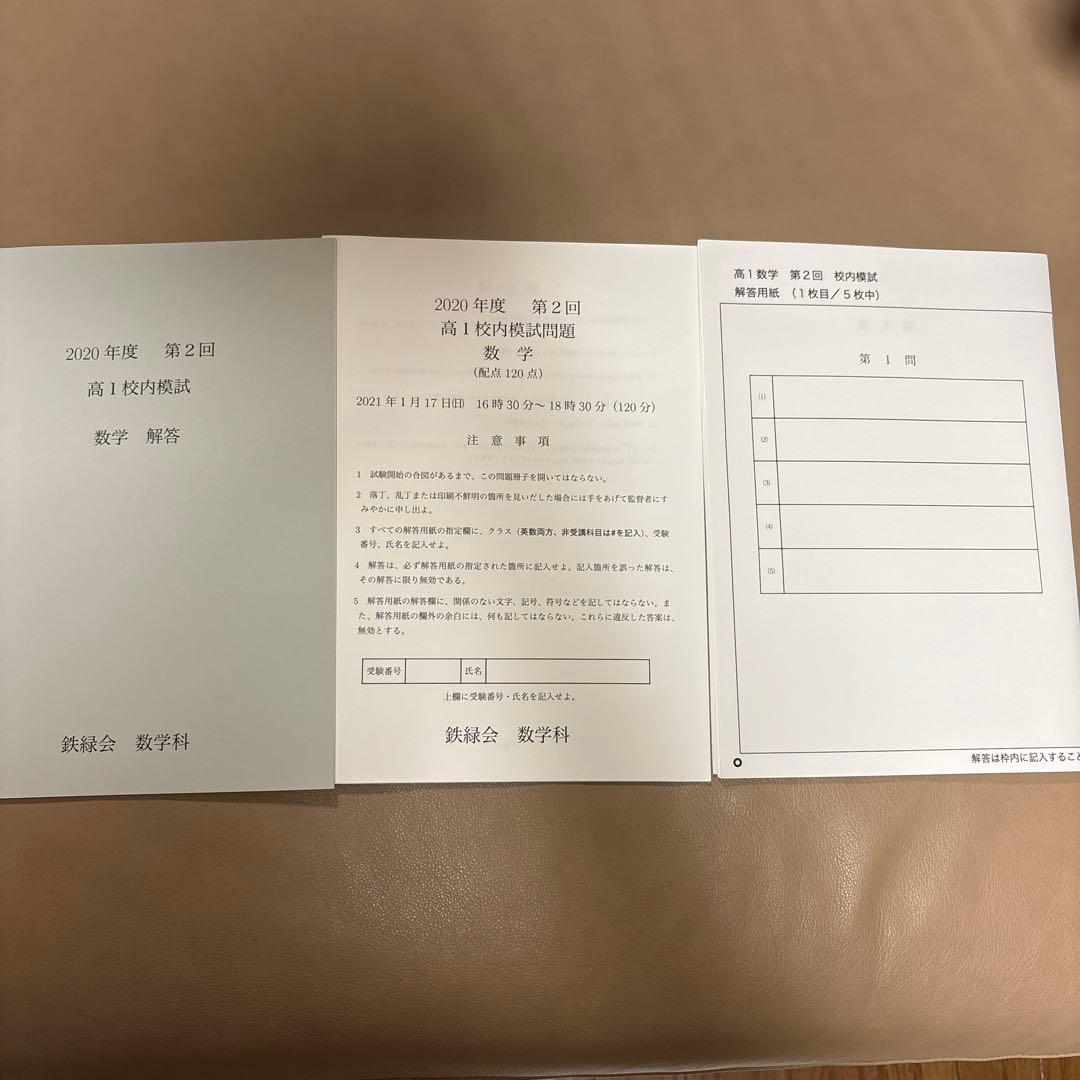 2020 年度　第２回
高１校内模試
数学　解答
鉄緑会　数学科
2020 年度　第２回
高１校内模試問題
数　学
（配点 120 点）
2021 年 1 月 17 日㈰　16 時 30 分～ 18 時 30 分（120 分）
注　意　事　項
1　試験開始の合図があるまで、この問題冊子を開いてはならない。
2　落丁、乱丁または印刷不鮮明の箇所を見いだした場合には手をあげて監督者にす
みやかに申し出よ。
3　すべての解答用紙の指定欄に、クラス（英数両方、非受講科目は#を記入）、受験
番号、氏名を記入せよ。
4　解答は、必ず解答用紙の指定された箇所に記入せよ。記入箇所を誤った解答は、
その解答に限り無効である。
5　解答用紙の解答欄に、関係のない文字、記号、符号などを記してはならない。ま
た、解答用紙の欄外の余白には、何も記してはならない。これらに違反した答案は、
無効とする。
受験番号　氏名
上欄に受験番号・氏名を記入せよ。
鉄緑会　数学科
高１数学　第２回　校内模試
解答用紙　（１枚目／５枚中）
第　1　問
⑴
⑵
⑶
⑷
⑸
解答は枠内に記入すること